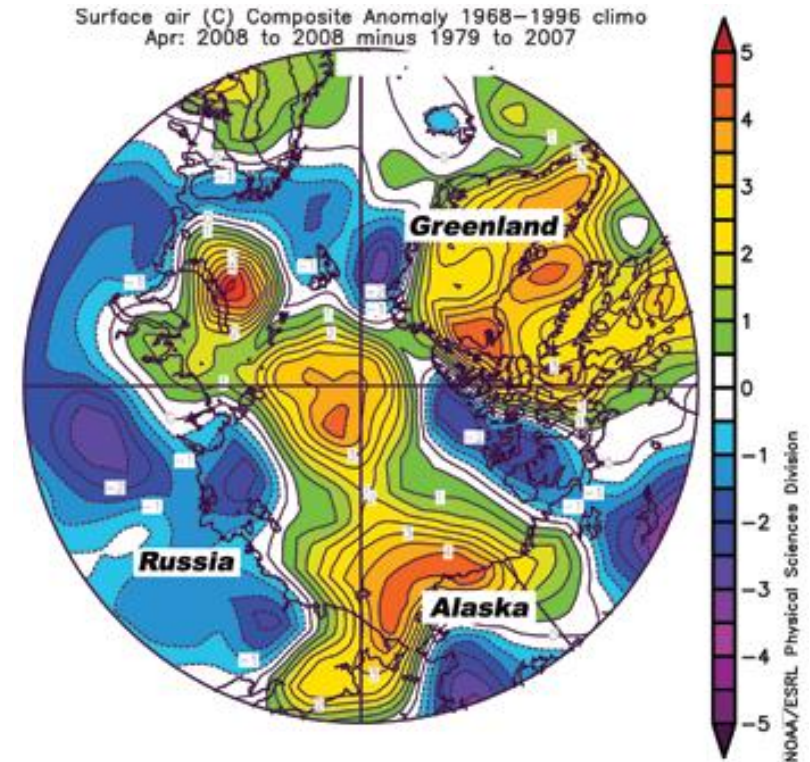 Surface air (C) Composite Anomaly 1968−1996 climo
Apr: 2008 to 2008 minus 1979 to 2007
Greenland
Russia
Alaska
5
4
3
2
1
0
−1
−2
−3
−4
−5
NOAA/ESRL Physical Sciences Division